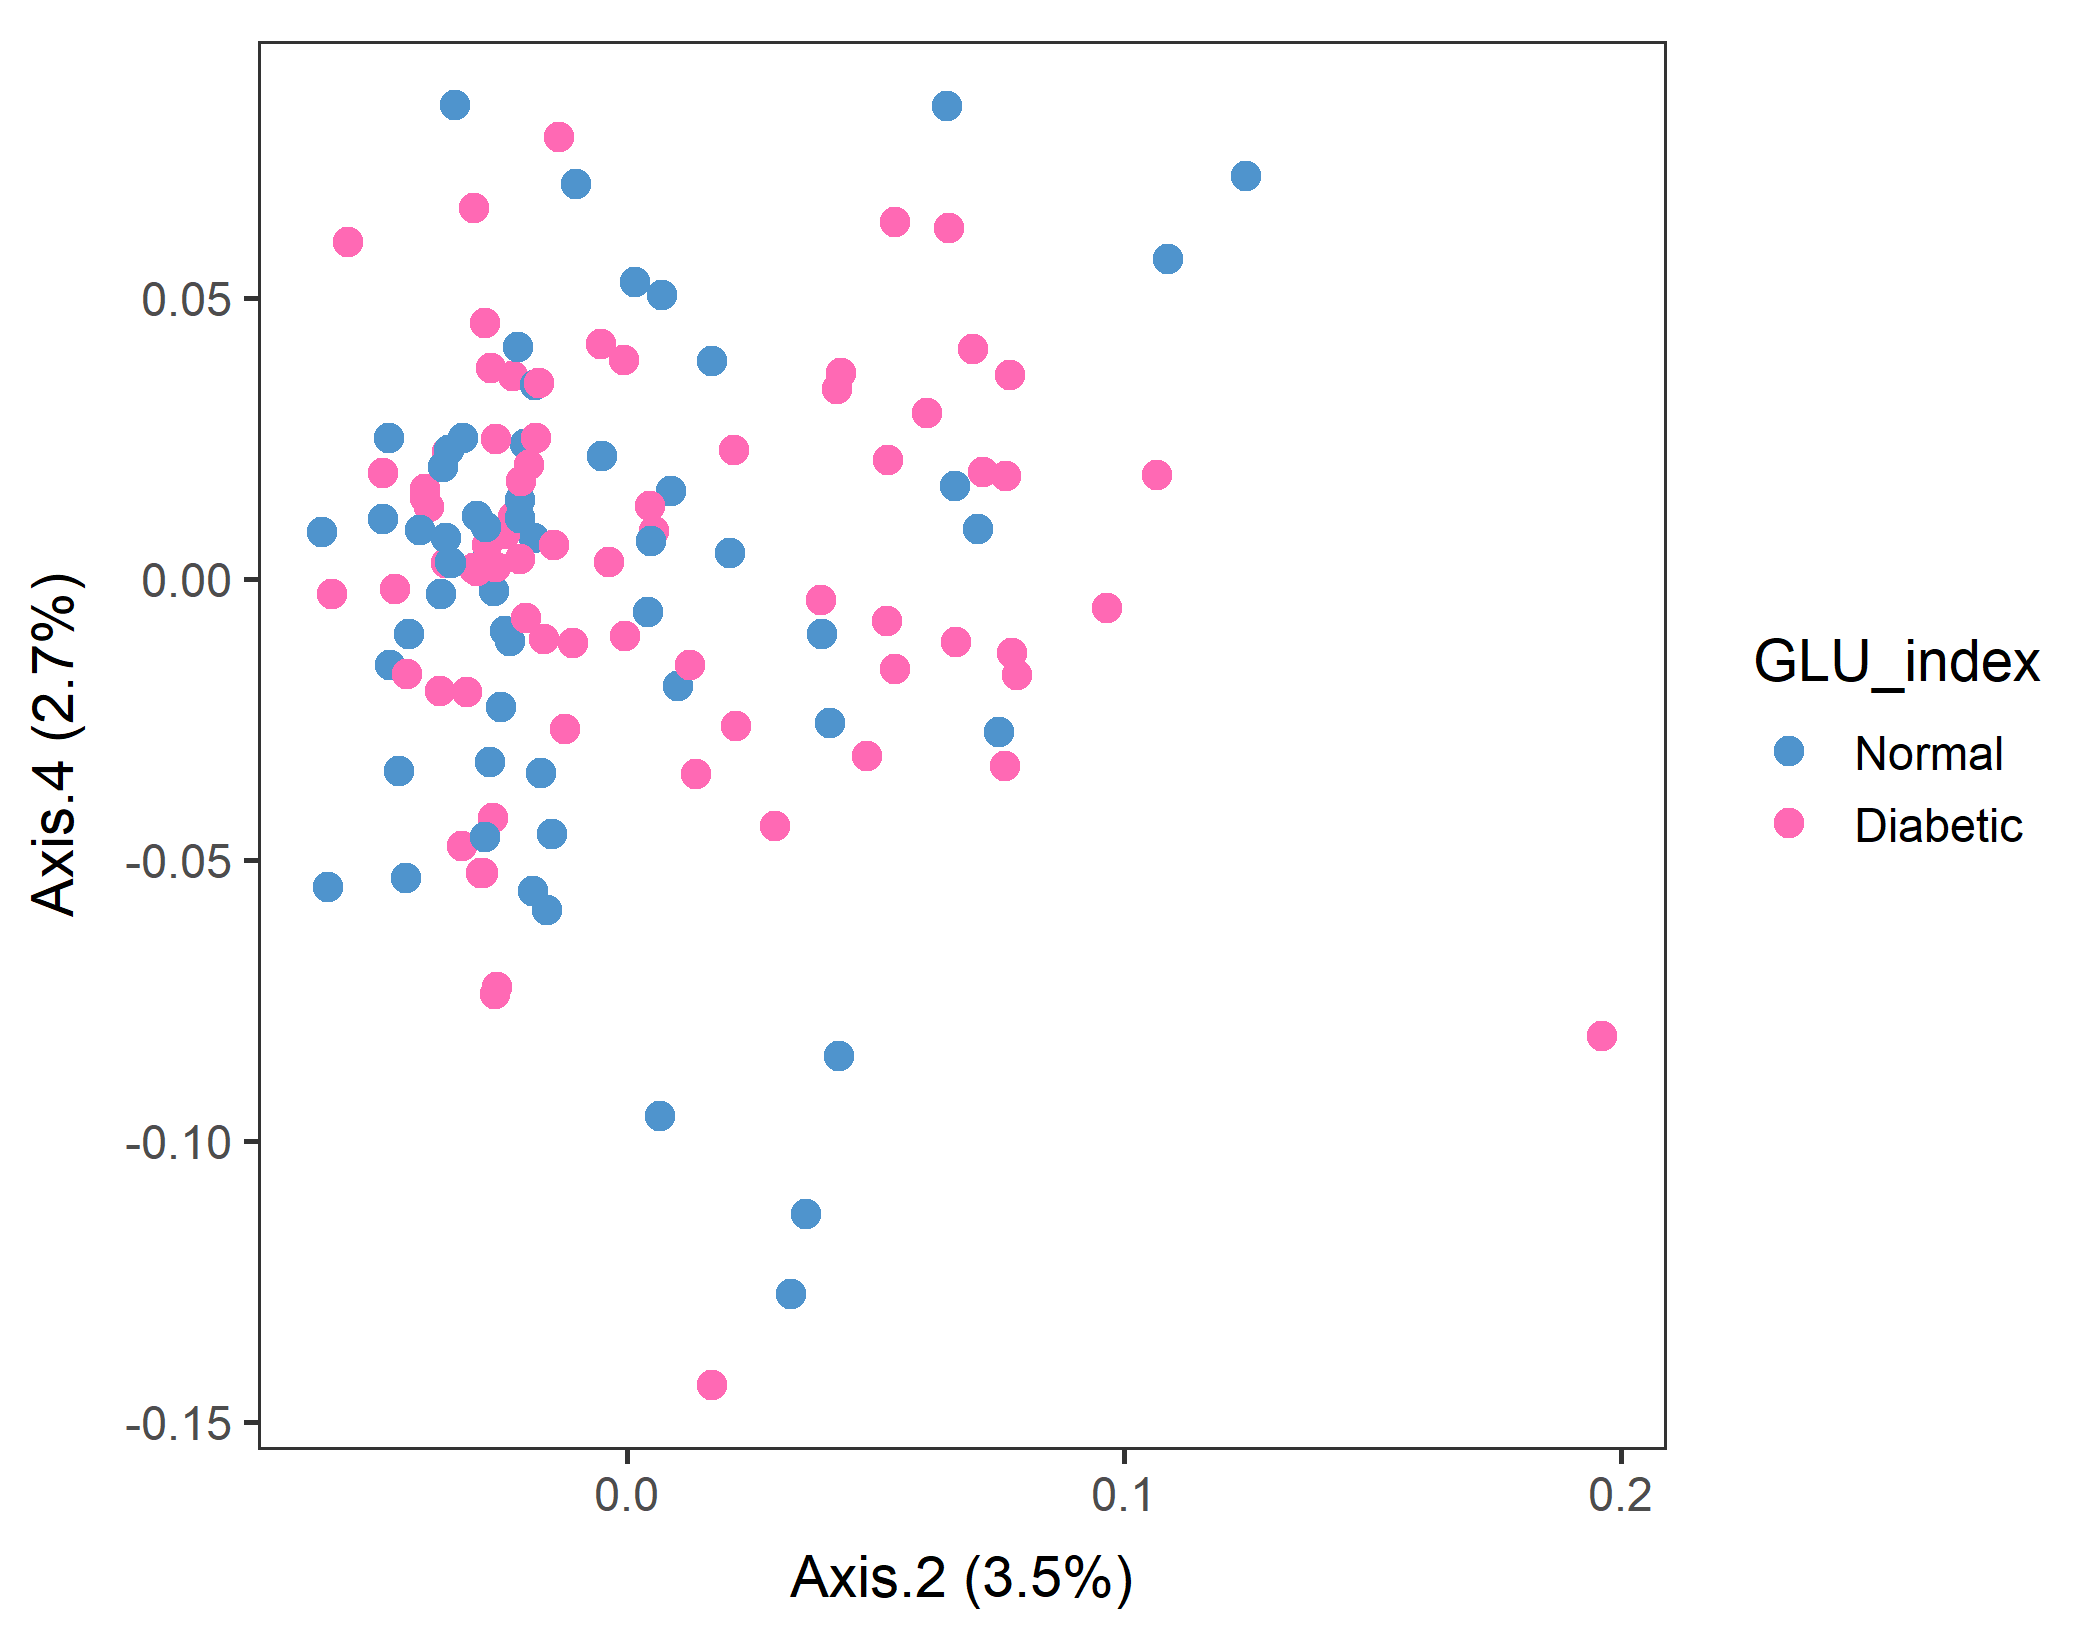 0.05
0.00
-0.05
-0.10
-0.15
0.0 0.1 0.2
Axis.2 (3.5%)
Axis.4 (2.7%)
GLU_index
Normal
Diabetic